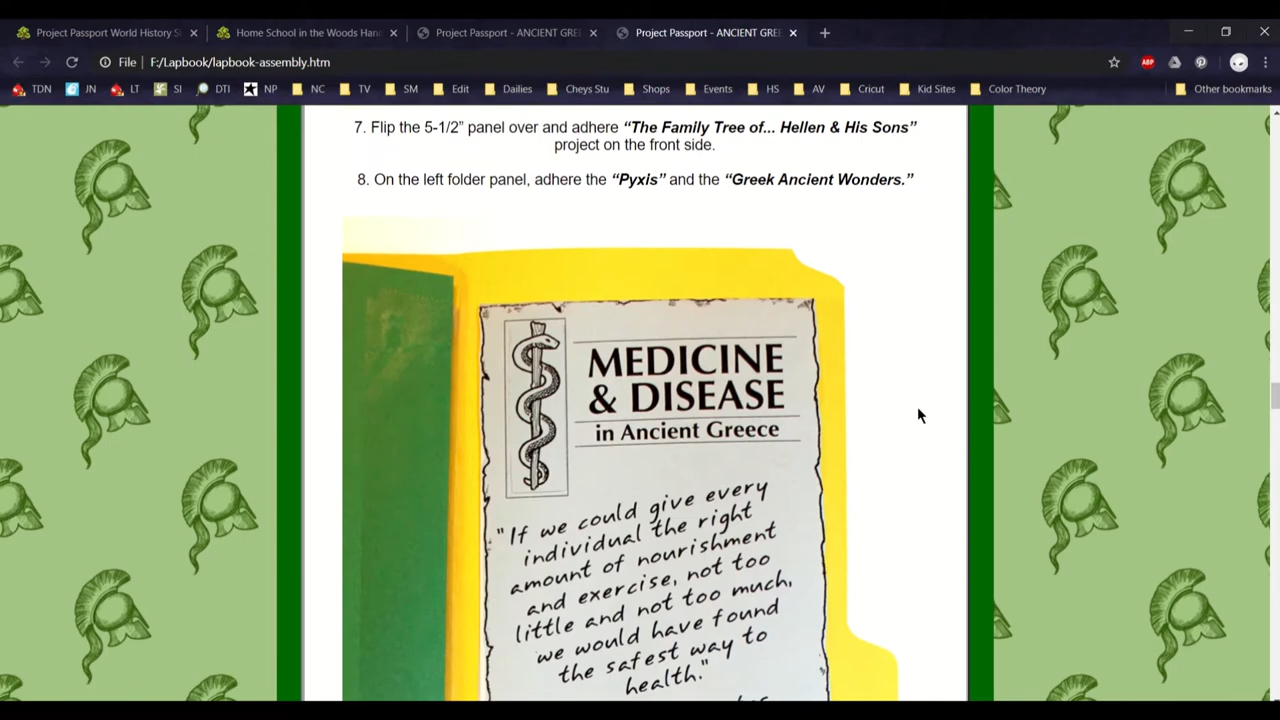 Project Passport World History S
Home School in the Woods Han
Project Passport - ANCIENT GREE
Project Passport - ANCIENT GREE
File
F:/Lapbook/lapbook-assembly.htm
ABP
TDN
JN
LT
SI
DTI
NP
NC
TV
SM
Edit
Dailies
Cheys Stu
Shops
Events
HS
AV
Cricut
Kid Sites
Color Theory
Other bookmarks
7. Flip the 5-1/2” panel over and adhere “The Family Tree of... Hellen & His Sons”
project on the front side.
8. On the left folder panel, adhere the “Pyxis” and the “Greek Ancient Wonders.”
MEDICINE
& DISEASE
in Ancient Greece
"If we could give every
individual the right
amount of nourishment
and exercise, not too
little and not too much,
we would have found
the safest way to
health."